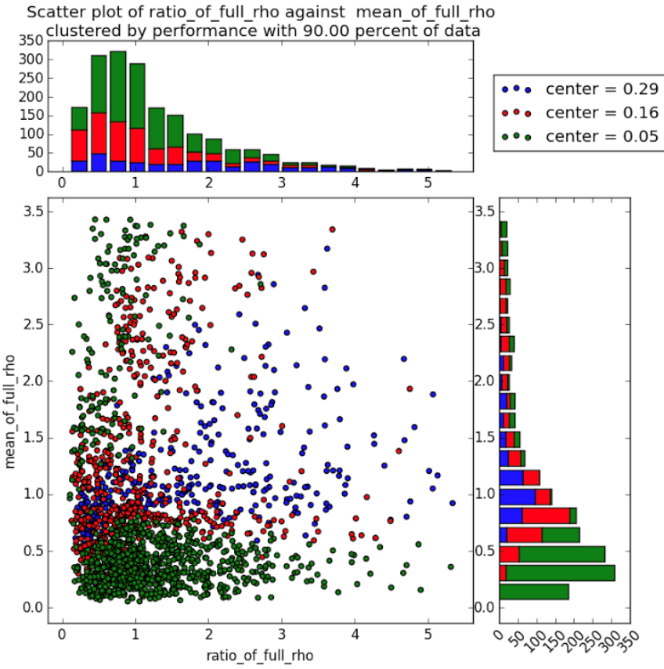 Scatter plot of ratio_of_full_rho against  mean_of_full_rho
clustered by performance with 90.00 percent of data
350
300
250
200
150
100
50
0
0 1 2 3 4 5
center = 0.29
center = 0.16
center = 0.05
3.5
3.0
2.5
2.0
1.5
1.0
0.5
0.0
mean_of_full_rho
0 1 2 3 4 5
ratio_of_full_rho
3.5
3.0
2.5
2.0
1.5
1.0
0.5
0.0
0 50 100 150 200 250 300 350